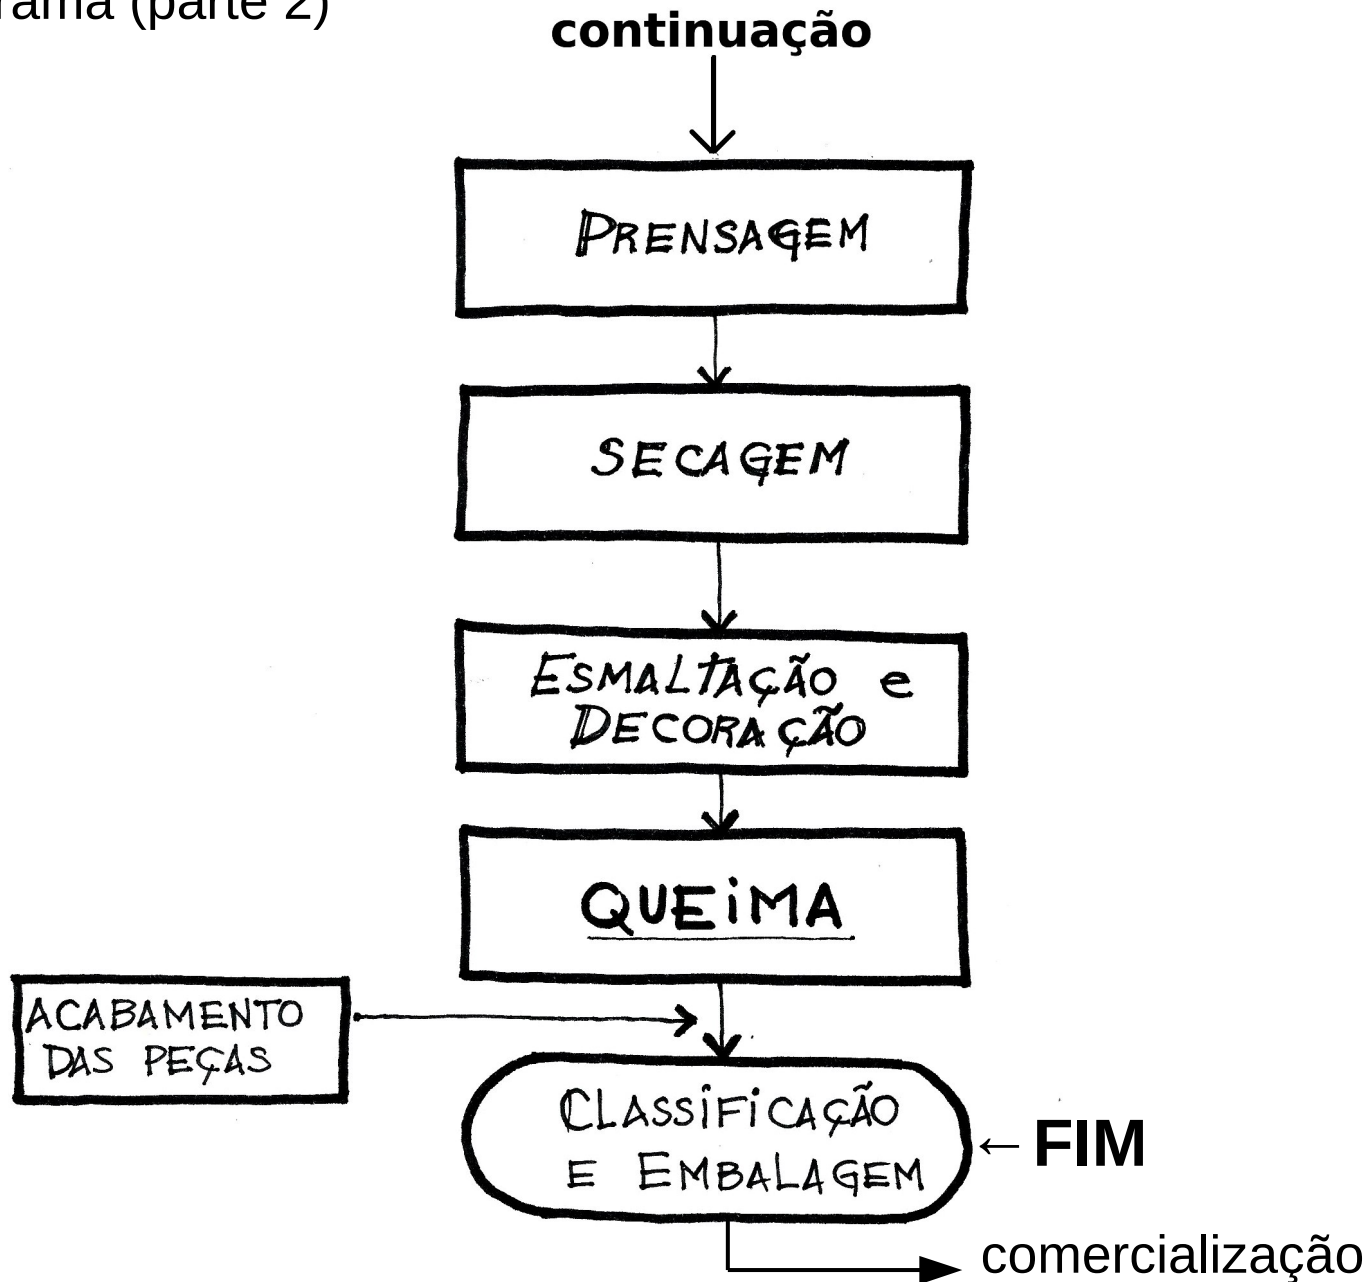 rama (parte 2)
continuação
PRENSAGEM
SECAGEM
ESMALTAÇÃO e
DECORAÇÃO
QUEiMA
ACABAMENTO
DAS PEÇAS
CLASSiFiCAÇÃO
E EMBALAGEM
← FIM
comercialização